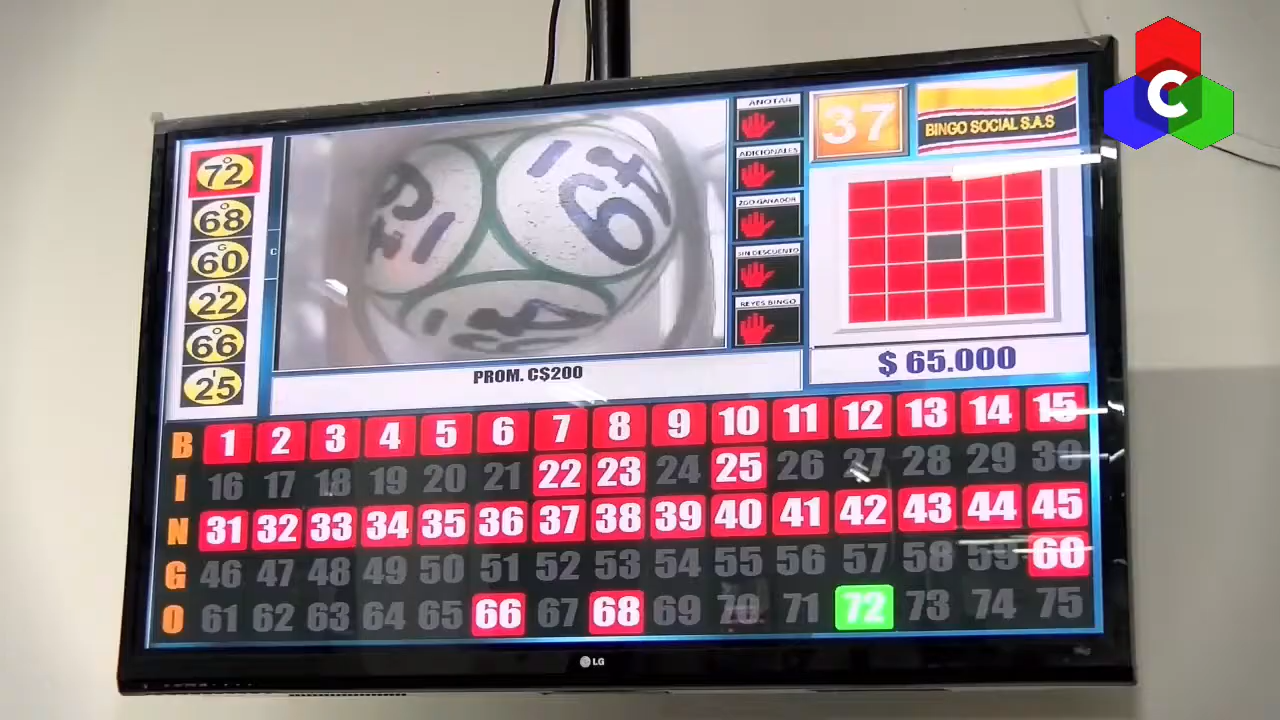 C
72
68
60
22
66
25
ANOTAR
ADICIONALES
2DO GANADOR
SIN DESCUENTO
REYES BINGO
37
BINGO SOCIAL S.A.S
$ 65.000
PROM. C$200
B 1 2 3 4 5 6 7 8 9 10 11 12 13 14 15
I 16 17 18 19 20 21 22 23 24 25 26 27 28 29 30
N 31 32 33 34 35 36 37 38 39 40 41 42 43 44 45
G 46 47 48 49 50 51 52 53 54 55 56 57 58 59 60
O 61 62 63 64 65 66 67 68 69 70 71 72 73 74 75
LG